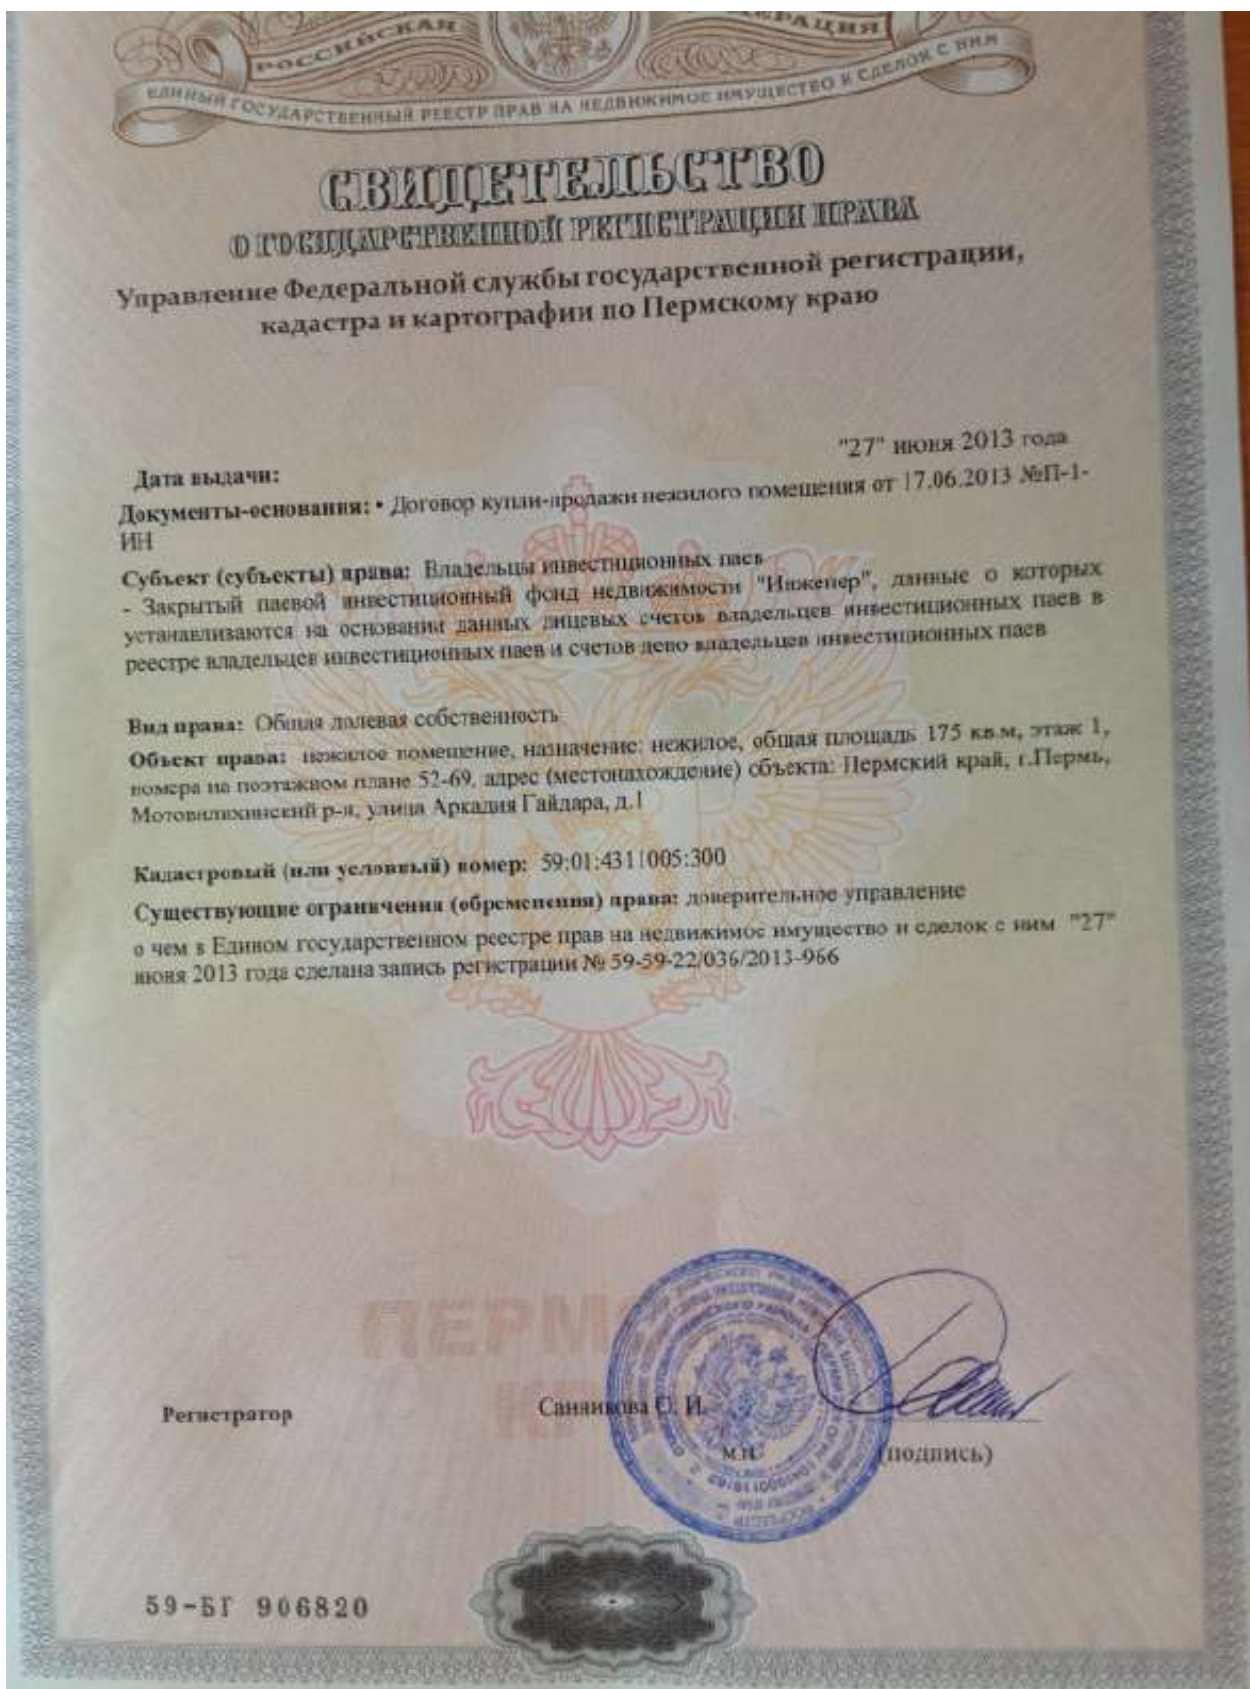 РОССИЙСКАЯ ФЕДЕРАЦИЯ
ЕДИНЫЙ ГОСУДАРСТВЕННЫЙ РЕЕСТР ПРАВ НА НЕДВИЖИМОЕ ИМУЩЕСТВО И СДЕЛОК С НИМ
СВИДЕТЕЛЬСТВО
О ГОСУДАРСТВЕННОЙ РЕГИСТРАЦИИ ПРАВА
Управление Федеральной службы государственной регистрации,
кадастра и картографии по Пермскому краю
"27" июня 2013 года
Дата выдачи:
Документы-основания: • Договор купли-продажи нежилого помещения от 17.06.2013 №П-1-
ИН
Субъект (субъекты) права: Владельцы инвестиционных паев
- Закрытый паевой инвестиционный фонд недвижимости "Инженер", данные о которых
устанавливаются на основании данных лицевых счетов владельцев инвестиционных паев в
реестре владельцев инвестиционных паев и счетов депо владельцев инвестиционных паев
Вид права: Общая долевая собственность
Объект права: нежилое помещение, назначение: нежилое, общая площадь 175 кв.м, этаж 1,
номера на поэтажном плане 52-69, адрес (местонахождение) объекта: Пермский край, г.Пермь,
Мотовилихинский р-н, улица Аркадия Гайдара, д.1
Кадастровый (или условный) номер: 59:01:4311005:300
Существующие ограничения (обременения) права: доверительное управление
о чем в Едином государственном реестре прав на недвижимое имущество и сделок с ним "27"
июня 2013 года сделана запись регистрации № 59-59-22/036/2013-966
ПЕРМ
Регистратор
Санникова О. И.
м.п.
(подпись)
59-БГ 906820